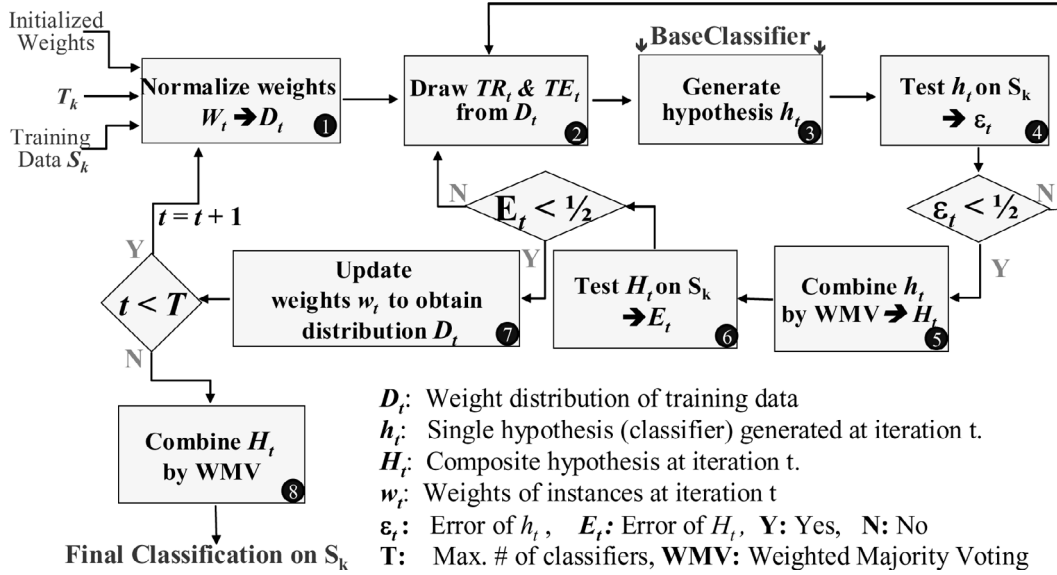 Initialized
Weights
T_k
Training
Data S_k
Normalize weights
W_t ➔ D_t
1
Draw TR_t & TE_t
from D_t
2
BaseClassifier
Generate
hypothesis h_t
3
Test h_t on S_k
➔ ε_t
4
ε_t < ½
N
Y
Combine h_t
by WMV ➔ H_t
5
Test H_t on S_k
➔ E_t
6
E_t < ½
N
Y
Update
weights w_t to obtain
distribution D_t
7
t = t + 1
Y
t < T
N
Combine H_t
by WMV
8
Final Classification on S_k
D_t: Weight distribution of training data
h_t: Single hypothesis (classifier) generated at iteration t.
H_t: Composite hypothesis at iteration t.
w_t: Weights of instances at iteration t
ε_t: Error of h_t , E_t: Error of H_t, Y: Yes, N: No
T: Max. # of classifiers, WMV: Weighted Majority Voting